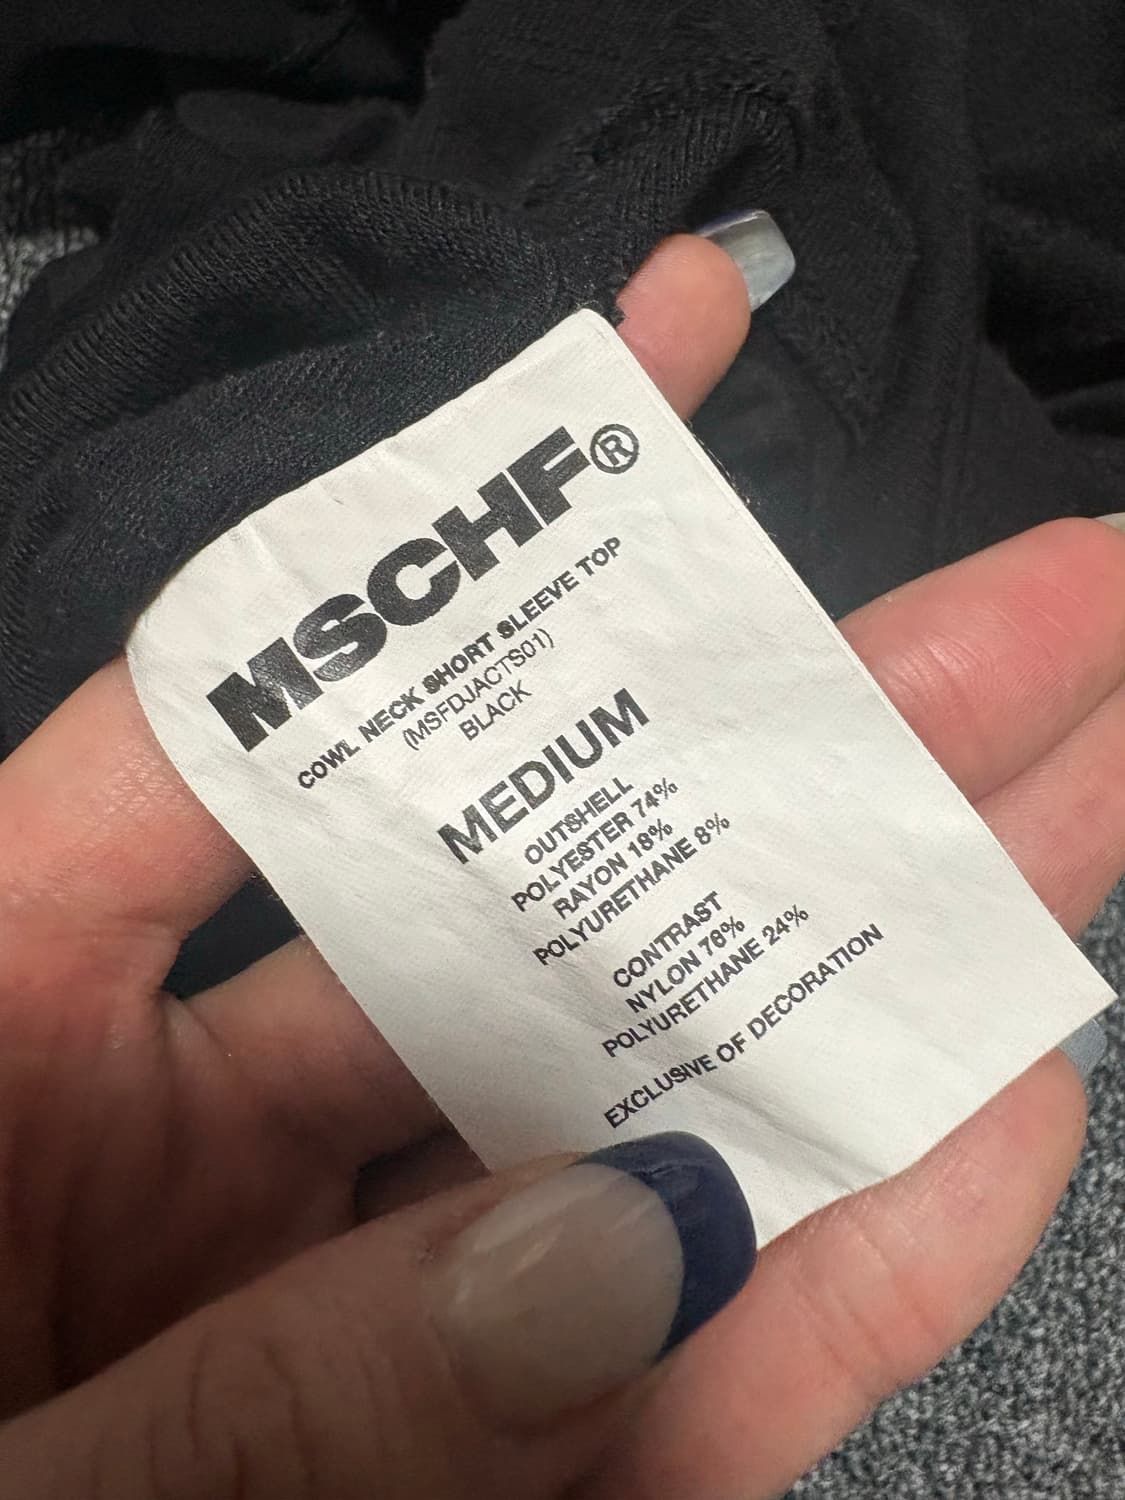 MSCHF®
COWL NECK SHORT SLEEVE TOP
(MSFDJACTS01)
BLACK
MEDIUM
OUTSHELL
POLYESTER 74%
RAYON 18%
POLYURETHANE 8%
CONTRAST
NYLON 76%
POLYURETHANE 24%
EXCLUSIVE OF DECORATION